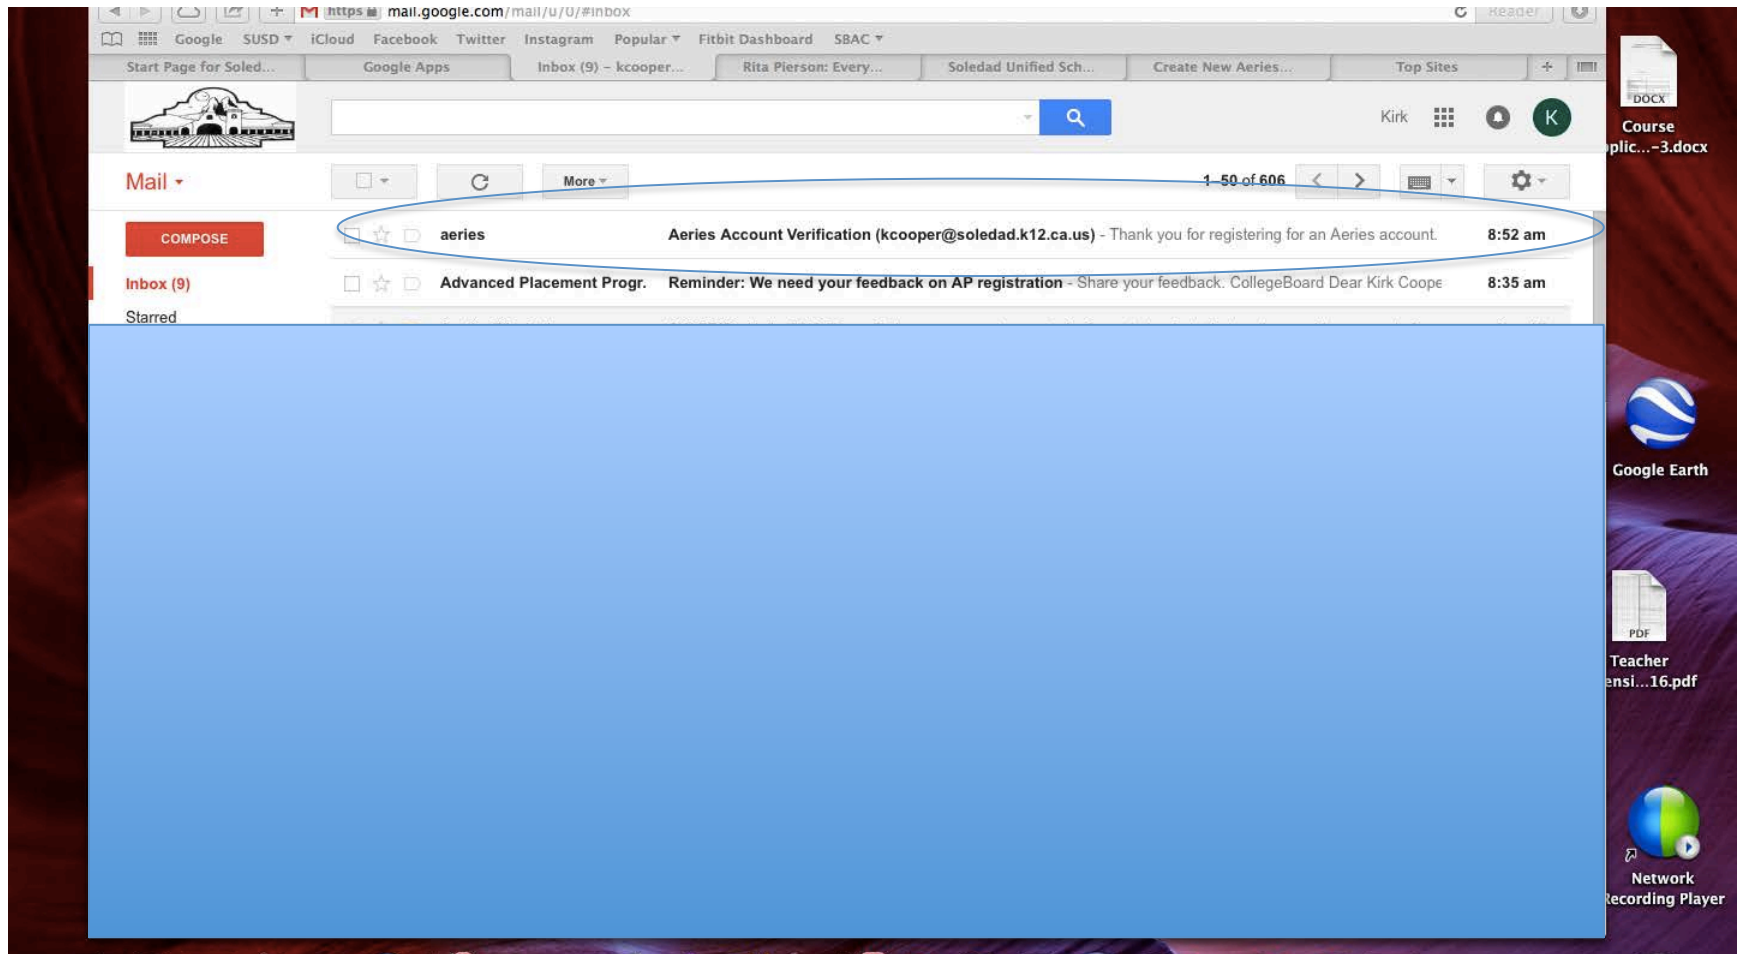 https mail.google.com/mail/u/0/#inbox Reader
Google SUSD iCloud Facebook Twitter Instagram Popular Fitbit Dashboard SBAC
Start Page for Soled... Google Apps Inbox (9) – kcooper... Rita Pierson: Every... Soledad Unified Sch... Create New Aeries... Top Sites
DOCX
Course
plic...-3.docx
Kirk K
Mail More 1–50 of 606
COMPOSE aeries Aeries Account Verification (kcooper@soledad.k12.ca.us) - Thank you for registering for an Aeries account. 8:52 am
Inbox (9) Advanced Placement Progr. Reminder: We need your feedback on AP registration - Share your feedback. CollegeBoard Dear Kirk Coope 8:35 am
Starred
Google Earth
PDF
Teacher
ensi...16.pdf
Network
Recording Player